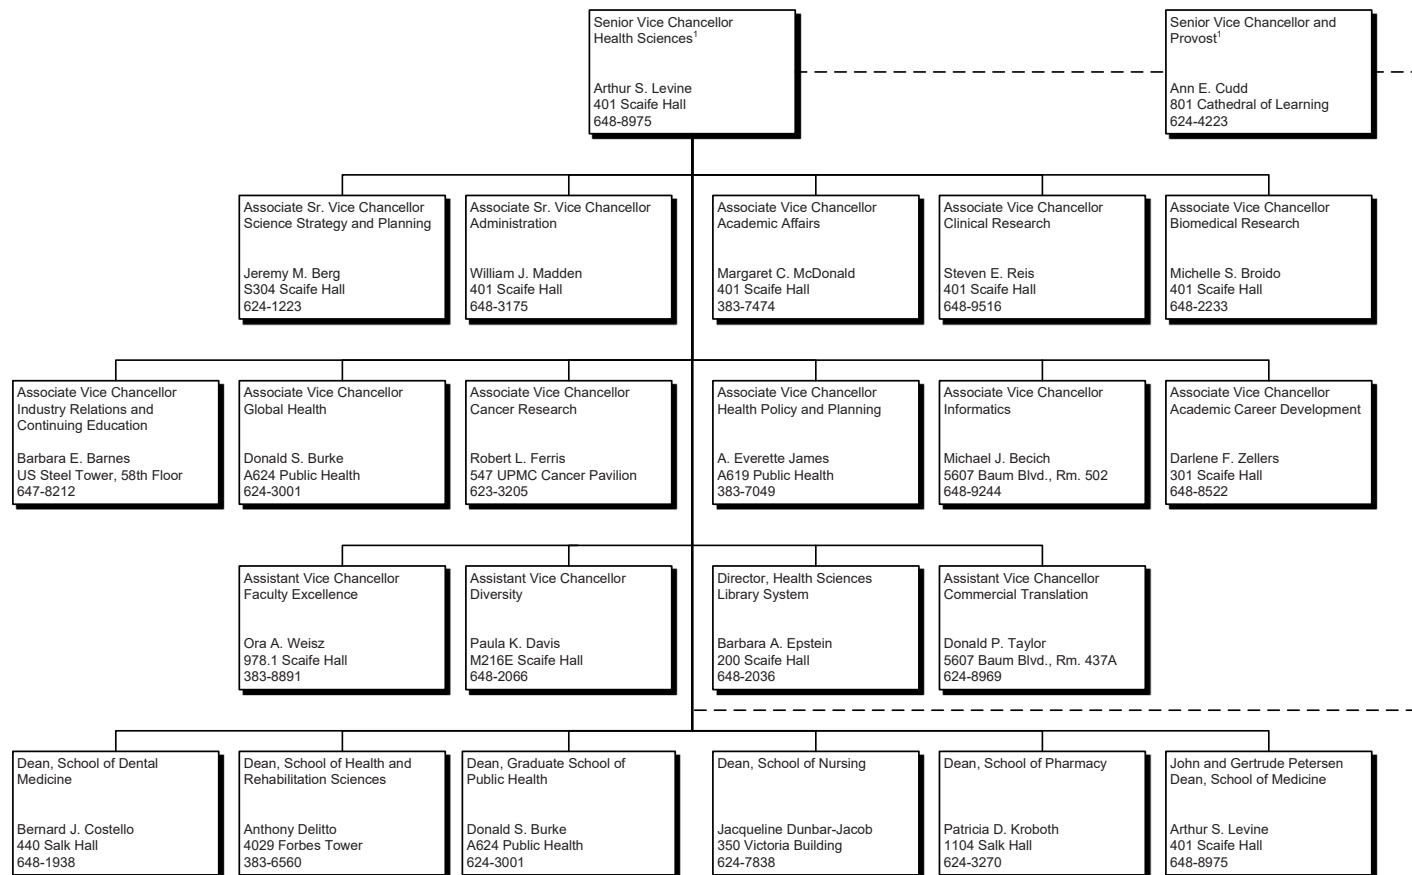 Senior Vice Chancellor
Health Sciences¹
Arthur S. Levine
401 Scaife Hall
648-8975
Senior Vice Chancellor and
Provost¹
Ann E. Cudd
801 Cathedral of Learning
624-4223
Associate Sr. Vice Chancellor
Science Strategy and Planning
Jeremy M. Berg
S304 Scaife Hall
624-1223
Associate Sr. Vice Chancellor
Administration
William J. Madden
401 Scaife Hall
648-3175
Associate Vice Chancellor
Academic Affairs
Margaret C. McDonald
401 Scaife Hall
383-7474
Associate Vice Chancellor
Clinical Research
Steven E. Reis
401 Scaife Hall
648-9516
Associate Vice Chancellor
Biomedical Research
Michelle S. Broido
401 Scaife Hall
648-2233
Associate Vice Chancellor
Industry Relations and
Continuing Education
Barbara E. Barnes
US Steel Tower, 58th Floor
647-8212
Associate Vice Chancellor
Global Health
Donald S. Burke
A624 Public Health
624-3001
Associate Vice Chancellor
Cancer Research
Robert L. Ferris
547 UPMC Cancer Pavilion
623-3205
Associate Vice Chancellor
Health Policy and Planning
A. Everette James
A619 Public Health
383-7049
Associate Vice Chancellor
Informatics
Michael J. Becich
5607 Baum Blvd., Rm. 502
648-9244
Associate Vice Chancellor
Academic Career Development
Darlene F. Zellers
301 Scaife Hall
648-8522
Assistant Vice Chancellor
Faculty Excellence
Ora A. Weisz
978.1 Scaife Hall
383-8891
Assistant Vice Chancellor
Diversity
Paula K. Davis
M216E Scaife Hall
648-2066
Director, Health Sciences
Library System
Barbara A. Epstein
200 Scaife Hall
648-2036
Assistant Vice Chancellor
Commercial Translation
Donald P. Taylor
5607 Baum Blvd., Rm. 437A
624-8969
Dean, School of Dental
Medicine
Bernard J. Costello
440 Salk Hall
648-1938
Dean, School of Health and
Rehabilitation Sciences
Anthony Delitto
4029 Forbes Tower
383-6560
Dean, Graduate School of
Public Health
Donald S. Burke
A624 Public Health
624-3001
Dean, School of Nursing
Jacqueline Dunbar-Jacob
350 Victoria Building
624-7838
Dean, School of Pharmacy
Patricia D. Kroboth
1104 Salk Hall
624-3270
John and Gertrude Petersen
Dean, School of Medicine
Arthur S. Levine
401 Scaife Hall
648-8975